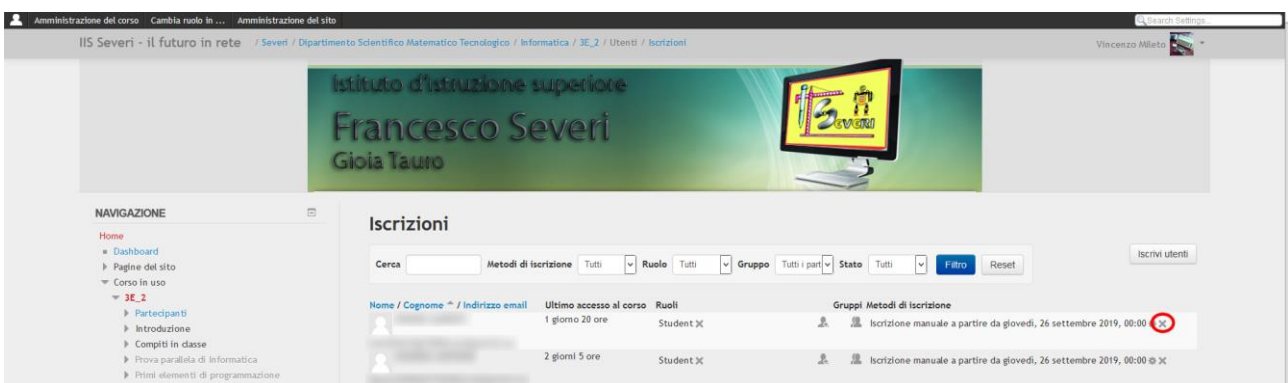 Amministrazione del corso Cambia ruolo in ... Amministrazione del sito Search Settings...
IIS Severi - il futuro in rete / Severi / Dipartimento Scientifico Matematico Tecnologico / Informatica / 3E_2 / Utenti / Iscrizioni Vincenzo Mileto
Istituto d'istruzione superiore
Francesco Severi
Gioia Tauro
SEVERI
NAVIGAZIONE
Home
Dashboard
Pagine del sito
Corso in uso
3E_2
Partecipanti
Introduzione
Compiti in classe
Prova parallela di Informatica
Primi elementi di programmazione
Iscrizioni
Iscrivi utenti
Cerca Metodi di iscrizione Tutti Ruolo Tutti Gruppo Tutti i part Stato Tutti Filtro Reset
Nome / Cognome / Indirizzo email Ultimo accesso al corso Ruoli Gruppi Metodi di iscrizione
1 giorno 20 ore Student Iscrizione manuale a partire da giovedì, 26 settembre 2019, 00:00
2 giorni 5 ore Student Iscrizione manuale a partire da giovedì, 26 settembre 2019, 00:00